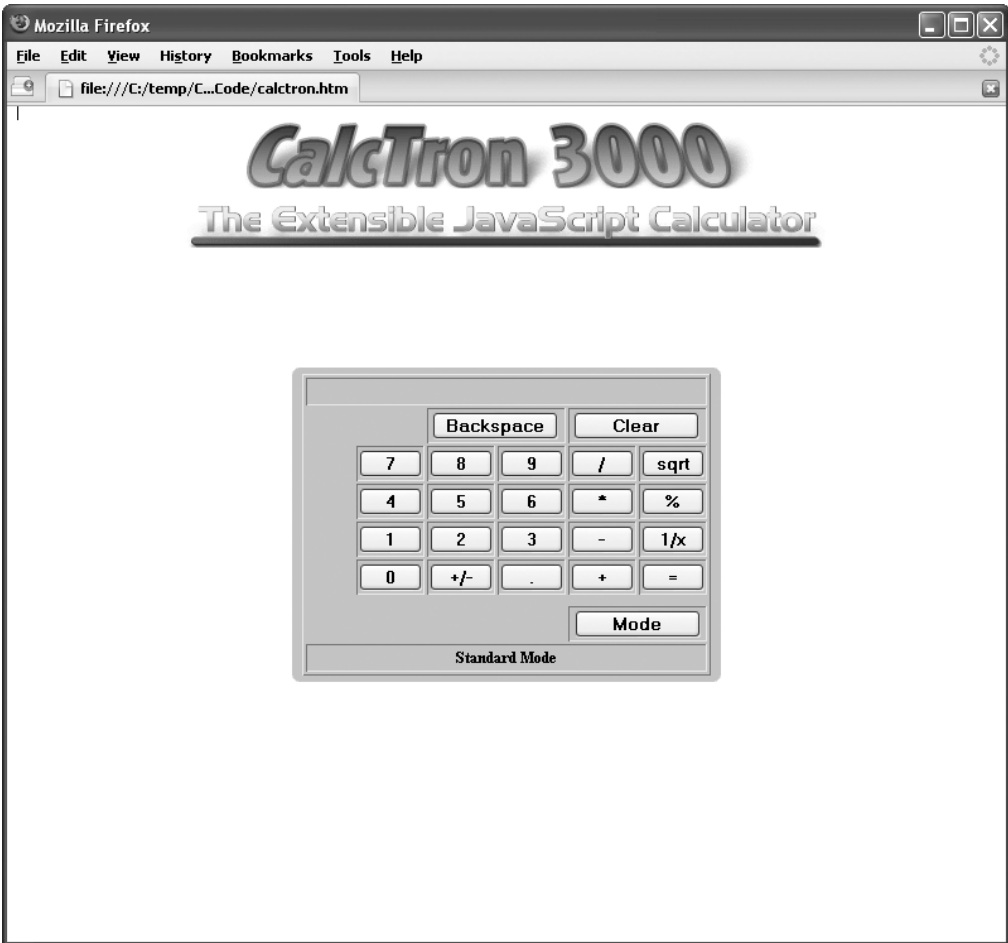 Mozilla Firefox
File Edit View History Bookmarks Tools Help
file:///C:/temp/C...Code/calctron.htm
CalcTron 3000
The Extensible JavaScript Calculator
Backspace Clear
7 8 9 / sqrt
4 5 6 * %
1 2 3 - 1/x
0 +/- . + =
Mode
Standard Mode